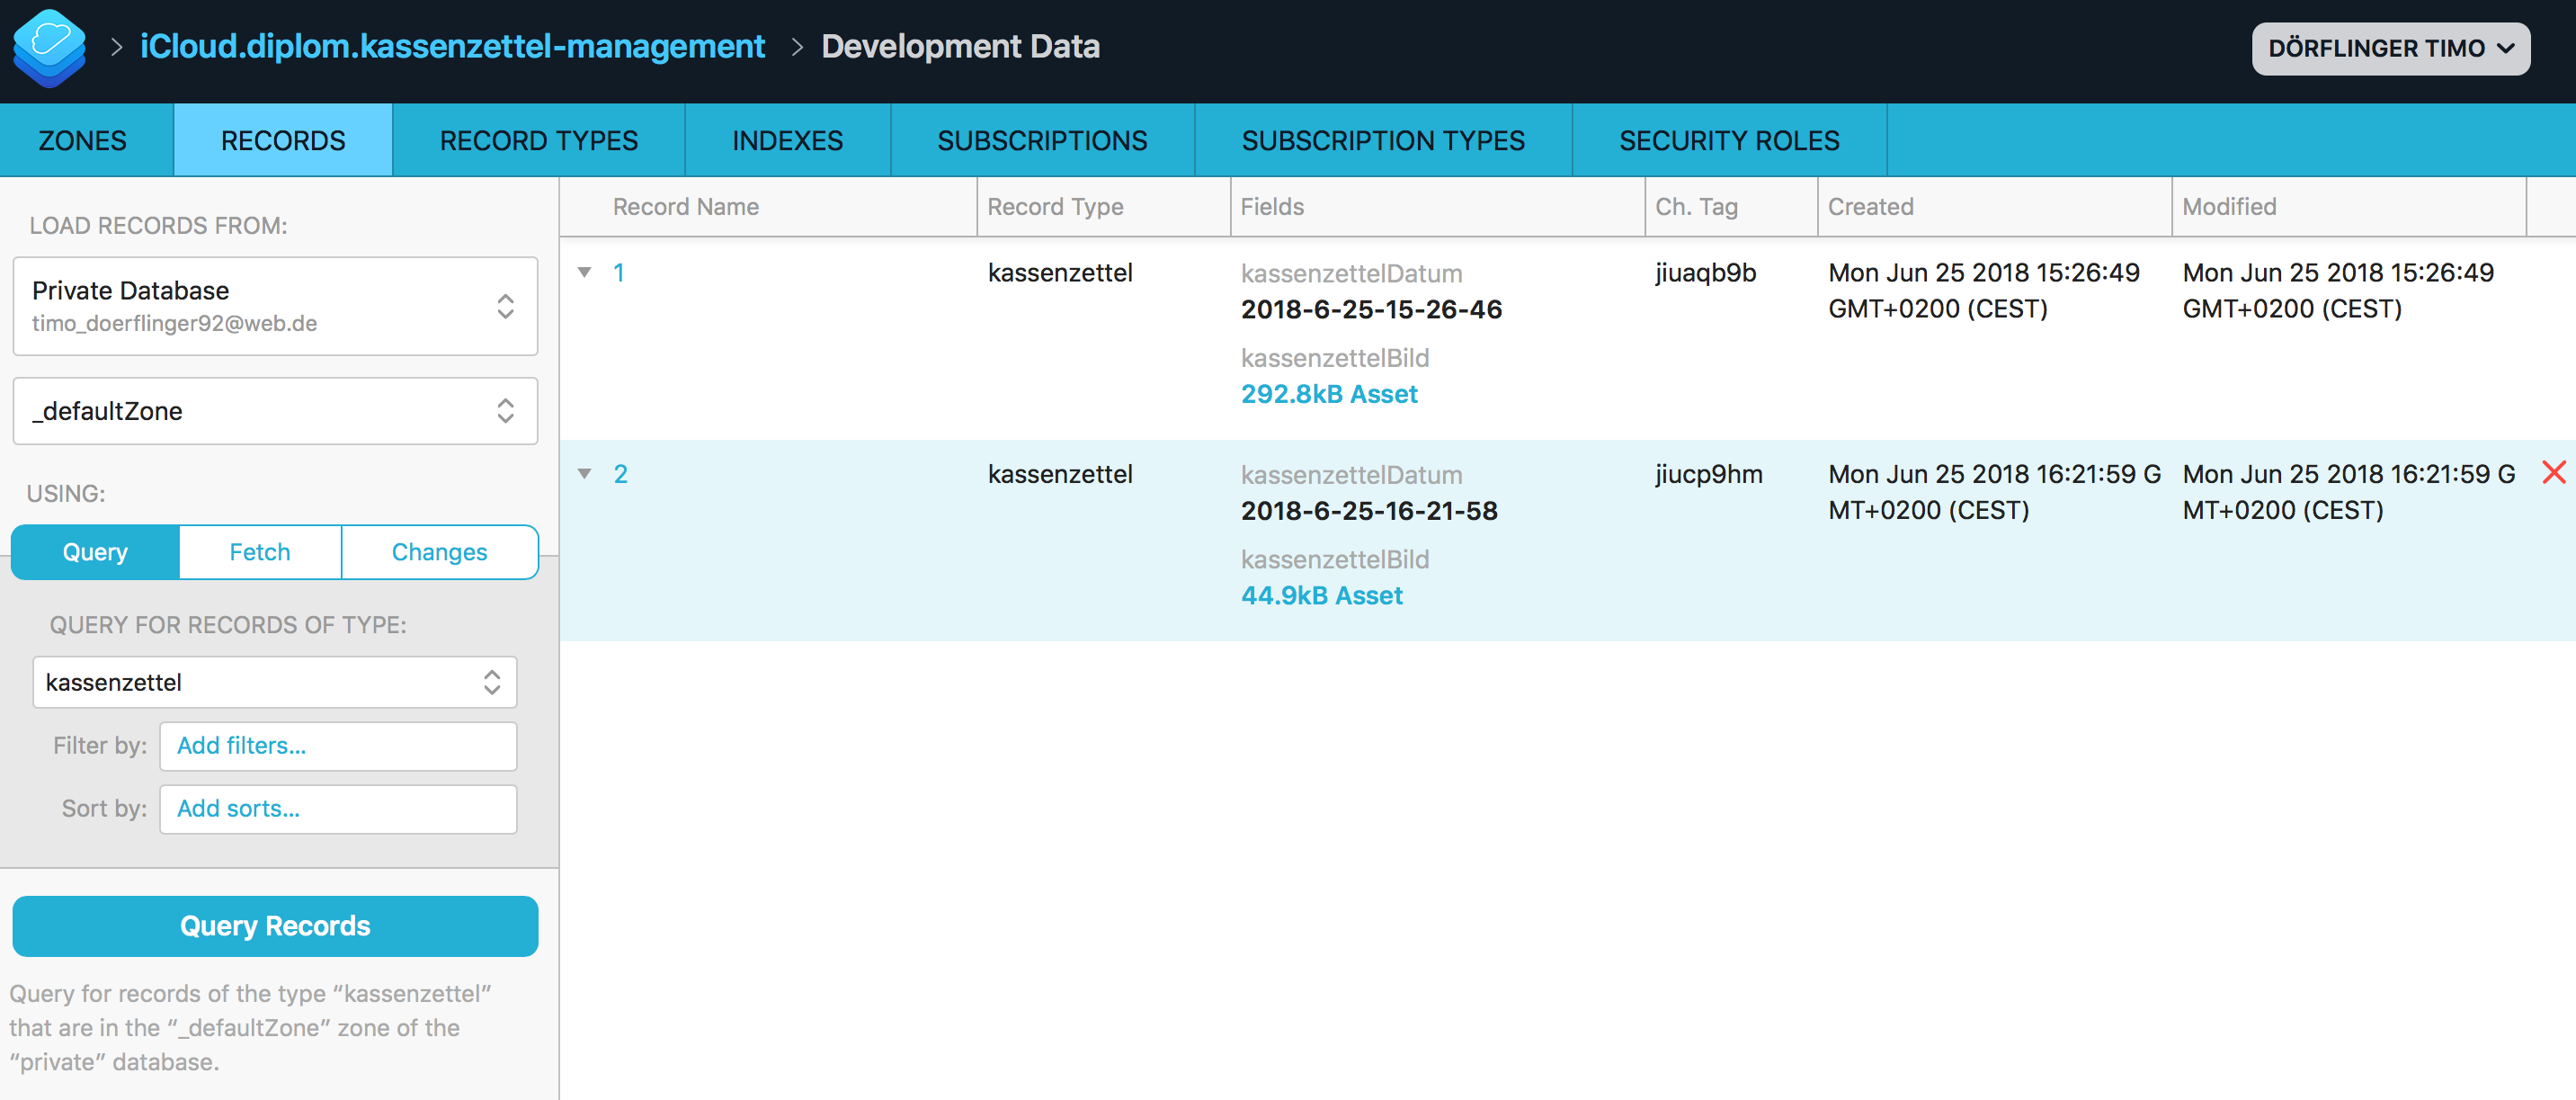 iCloud.diplom.kassenzettel-management > Development Data
DÖRFLINGER TIMO
ZONES
RECORDS
RECORD TYPES
INDEXES
SUBSCRIPTIONS
SUBSCRIPTION TYPES
SECURITY ROLES
LOAD RECORDS FROM:
Private Database
timo_doerflinger92@web.de
_defaultZone
USING:
Query
Fetch
Changes
QUERY FOR RECORDS OF TYPE:
kassenzettel
Filter by: Add filters...
Sort by: Add sorts...
Query Records
Query for records of the type “kassenzettel”
that are in the “_defaultZone” zone of the
“private” database.
Record Name
Record Type
Fields
Ch. Tag
Created
Modified
1
kassenzettel
kassenzettelDatum
2018-6-25-15-26-46
kassenzettelBild
292.8kB Asset
jiuaqb9b
Mon Jun 25 2018 15:26:49
GMT+0200 (CEST)
Mon Jun 25 2018 15:26:49
GMT+0200 (CEST)
2
kassenzettel
kassenzettelDatum
2018-6-25-16-21-58
kassenzettelBild
44.9kB Asset
jiucp9hm
Mon Jun 25 2018 16:21:59 G
MT+0200 (CEST)
Mon Jun 25 2018 16:21:59 G
MT+0200 (CEST)